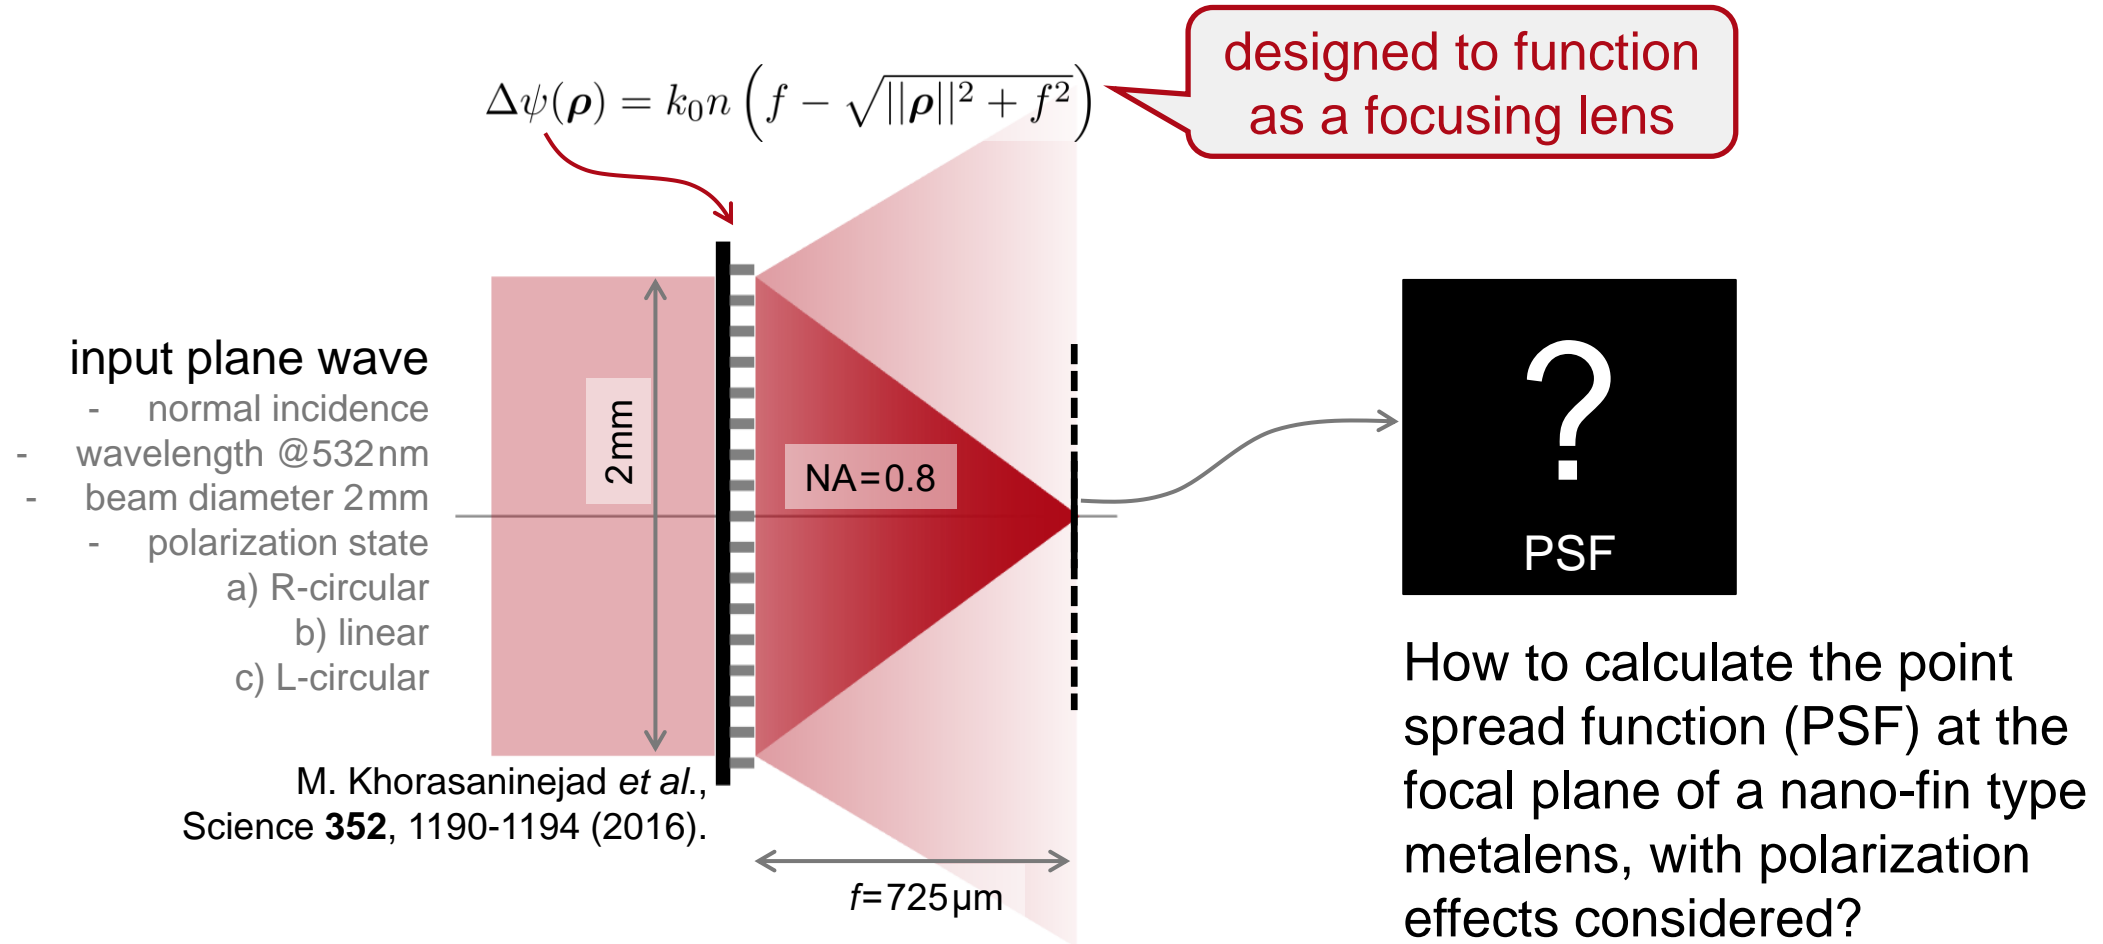 designed to function
as a focusing lens
Δψ(ρ) = k₀n (f − √(||ρ||² + f²))
input plane wave
- normal incidence
- wavelength @532nm
- beam diameter 2mm
- polarization state
a) R-circular
b) linear
c) L-circular
2mm
NA=0.8
M. Khorasaninejad et al.,
Science 352, 1190-1194 (2016).
f=725µm
?
PSF
How to calculate the point
spread function (PSF) at the
focal plane of a nano-fin type
metalens, with polarization
effects considered?